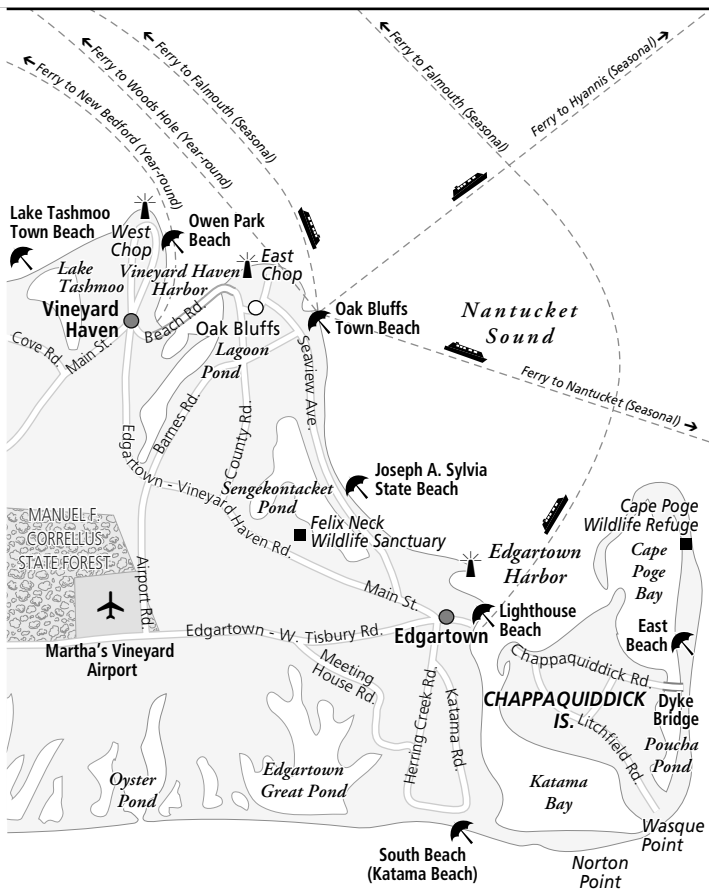 Ferry to New Bedford (Year-round)
Ferry to Woods Hole (Year-round)
Ferry to Falmouth (Seasonal)
Ferry to Falmouth (Seasonal)
Ferry to Hyannis (Seasonal)
Lake Tashmoo
Town Beach
West
Chop
Owen Park
Beach
East
Chop
Lake
Tashmoo
Vineyard Haven
Harbor
Vineyard
Haven
Beach Rd.
Oak Bluffs
Oak Bluffs
Town Beach
Nantucket
Sound
Cove Rd.
Main St.
Lagoon
Pond
Seaview Ave.
Ferry to Nantucket (Seasonal)
Barnes Rd.
County Rd.
Edgartown - Vineyard Haven Rd.
Sengekontacket
Pond
Joseph A. Sylvia
State Beach
Felix Neck
Wildlife Sanctuary
MANUEL F.
CORRELLUS
STATE FOREST
Airport Rd.
Cape Poge
Wildlife Refuge
Edgartown
Harbor
Cape
Poge
Bay
Main St.
Edgartown
Lighthouse
Beach
East
Beach
Edgartown - W. Tisbury Rd.
Martha's Vineyard
Airport
Meeting
House Rd.
Herring Creek Rd.
Katama Rd.
Chappaquiddick Rd.
CHAPPAQUIDDICK
IS.
Litchfield Rd.
Dyke
Bridge
Poucha
Pond
Oyster
Pond
Edgartown
Great Pond
Katama
Bay
Wasque
Point
South Beach
(Katama Beach)
Norton
Point